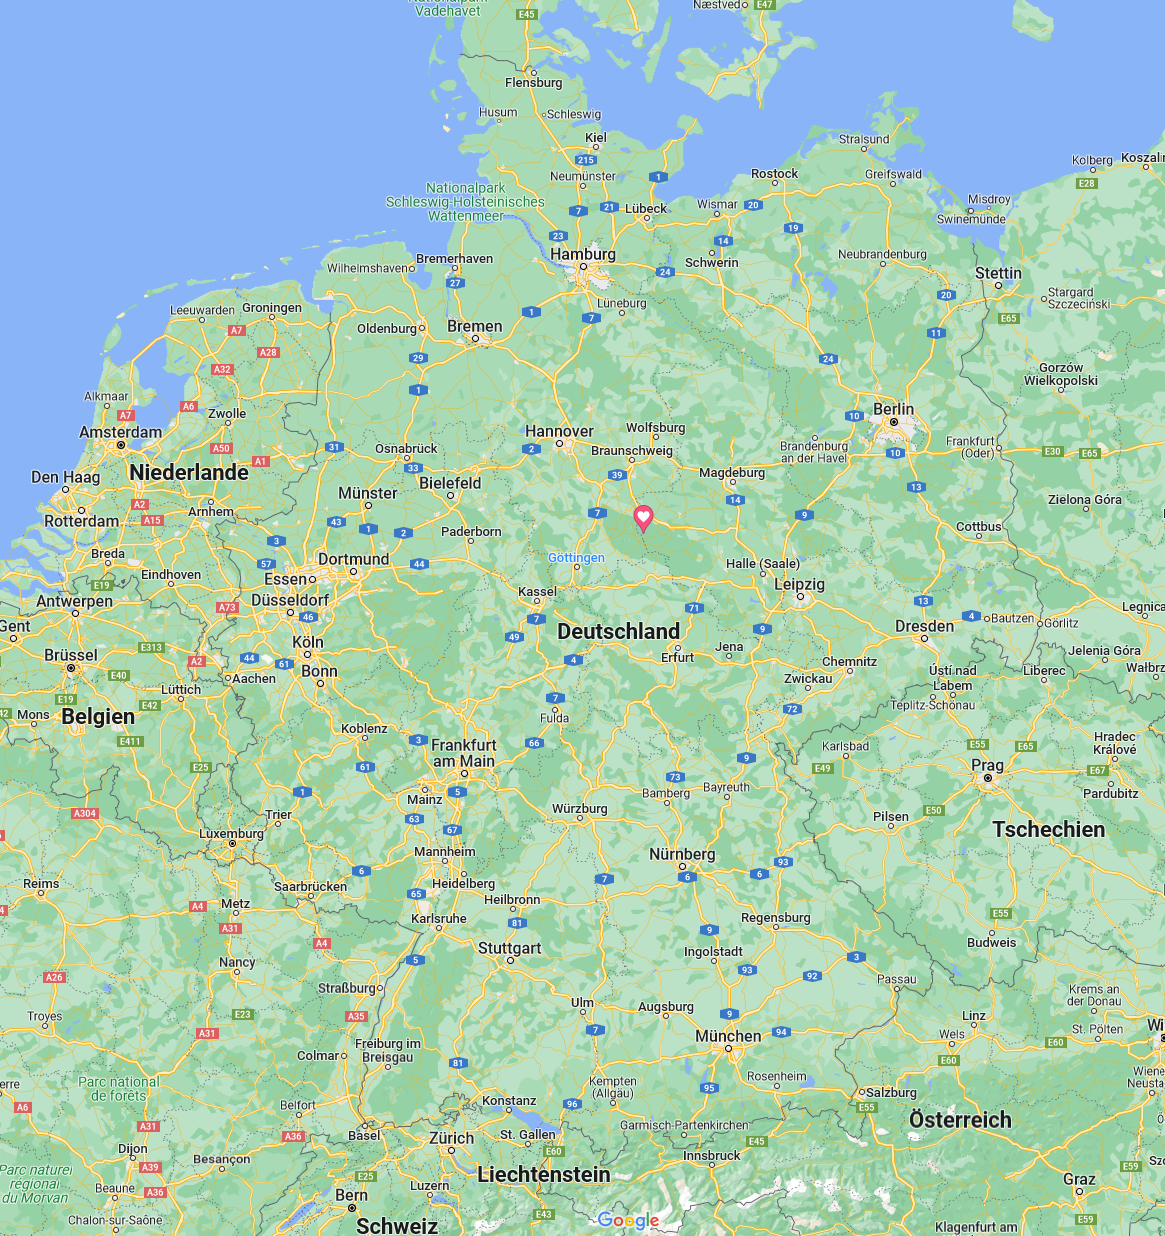 Nationalpark
Vadehavet
E45
Næstved
E47
Flensburg
Husum
Schleswig
Kiel
215
Neumünster
1
Stralsund
Greifswald
Rostock
Kolberg
Koszalin
E28
Nationalpark
Schleswig-Holsteinisches
Wattenmeer
7
21
Lübeck
Wismar
20
19
Misdroy
Swinemünde
23
14
Hamburg
Bremerhaven
Wilhelmshaven
27
24
Schwerin
Neubrandenburg
Stettin
Stargard
Szczeciński
20
E65
Lüneburg
Leeuwarden
Groningen
A7
Oldenburg
Bremen
1
7
11
A28
A32
29
24
Gorzów
Wielkopolski
Alkmaar
A7
A6
Zwolle
1
Amsterdam
10
Berlin
Hannover
Wolfsburg
Braunschweig
Brandenburg
an der Havel
Frankfurt
(Oder)
E30
E65
A50
A1
31
Osnabrück
33
2
10
Niederlande
Den Haag
Münster
Bielefeld
39
Magdeburg
13
Rotterdam
A2
A15
Arnhem
43
1
2
Paderborn
7
14
9
Zielona Góra
Cottbus
Breda
3
57
Dortmund
44
Göttingen
Halle (Saale)
Eindhoven
E19
Essen
Leipzig
Antwerpen
A73
Düsseldorf
46
Kassel
7
71
13
4
Bautzen
Görlitz
Legnica
Gent
Köln
49
Deutschland
9
Dresden
E313
Brüssel
A2
44
61
Bonn
4
Erfurt
Jena
Chemnitz
Zwickau
Jelenia Góra
Ústí nad
Labem
Liberec
E40
Aachen
Lüttich
E19
E42
42
Mons
7
Fulda
72
Teplitz-Schönau
Belgien
E411
Koblenz
3
66
Frankfurt
am Main
9
Karlsbad
E55
E65
Hradec
Králové
E25
61
E49
Prag
E67
1
Mainz
5
73
Bamberg
Bayreuth
Pardubitz
A304
Trier
63
67
Würzburg
Pilsen
E50
Tschechien
Luxemburg
Mannheim
Nürnberg
93
6
Reims
Saarbrücken
Heidelberg
65
7
6
6
Metz
A4
A31
Heilbronn
81
Karlsruhe
Regensburg
E55
A4
Stuttgart
9
Ingolstadt
Budweis
5
Nancy
A26
93
92
3
Straßburg
Passau
Krems an
der Donau
Ulm
Augsburg
E23
A35
Troyes
A31
7
9
94
Linz
Wels
St. Pölten
E60
E60
Colmar
Freiburg im
Breisgau
München
81
Parc national
de forêts
Kempten
(Allgäu)
95
Rosenheim
Salzburg
E55
A6
Belfort
Konstanz
96
A31
A36
Basel
Zürich
St. Gallen
E60
Garmisch-Partenkirchen
E45
Österreich
Dijon
A39
Besançon
E25
Innsbruck
Liechtenstein
E59
Parc naturel
régional
du Morvan
Beaune
A36
Bern
Luzern
Graz
Chalon-sur-Saône
Schweiz
E43
Google
E59
Klagenfurt am